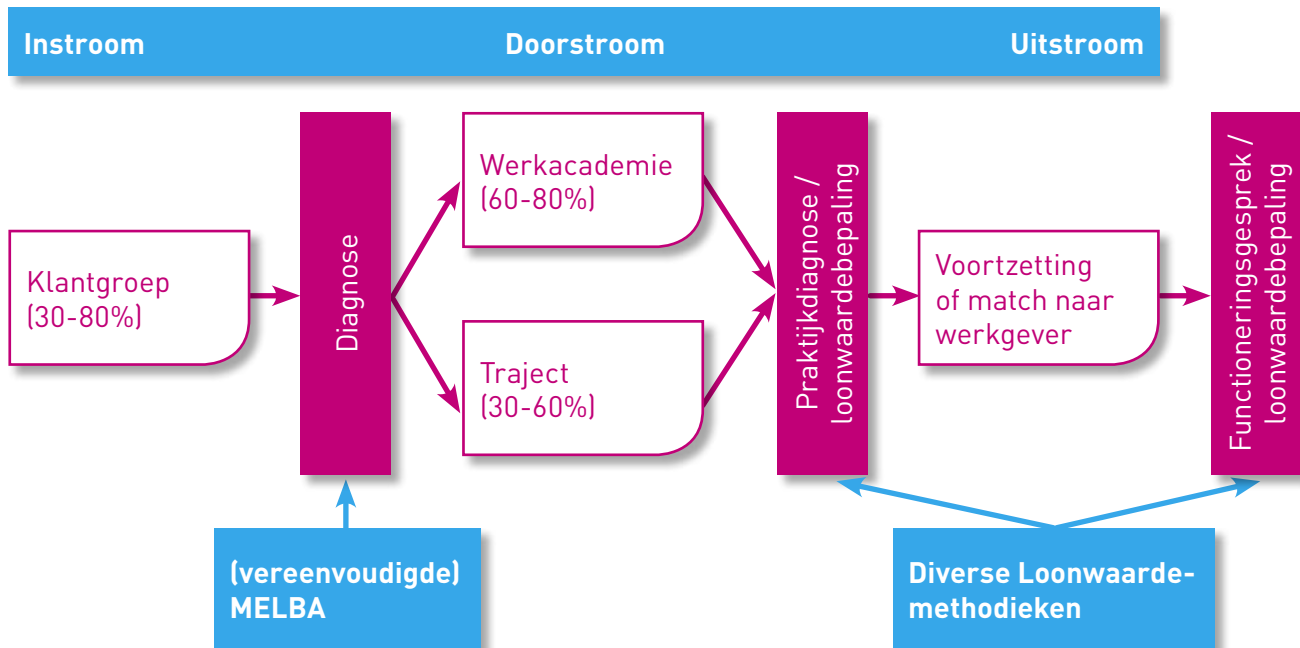 Instroom
Doorstroom
Uitstroom
Klantgroep
(30-80%)
Diagnose
Werkacademie
(60-80%)
Traject
(30-60%)
Praktijkdiagnose /
loonwaardebepaling
Voortzetting
of match naar
werkgever
Functioneringsgesprek /
loonwaardebepaling
(vereenvoudigde)
MELBA
Diverse Loonwaarde-
methodieken